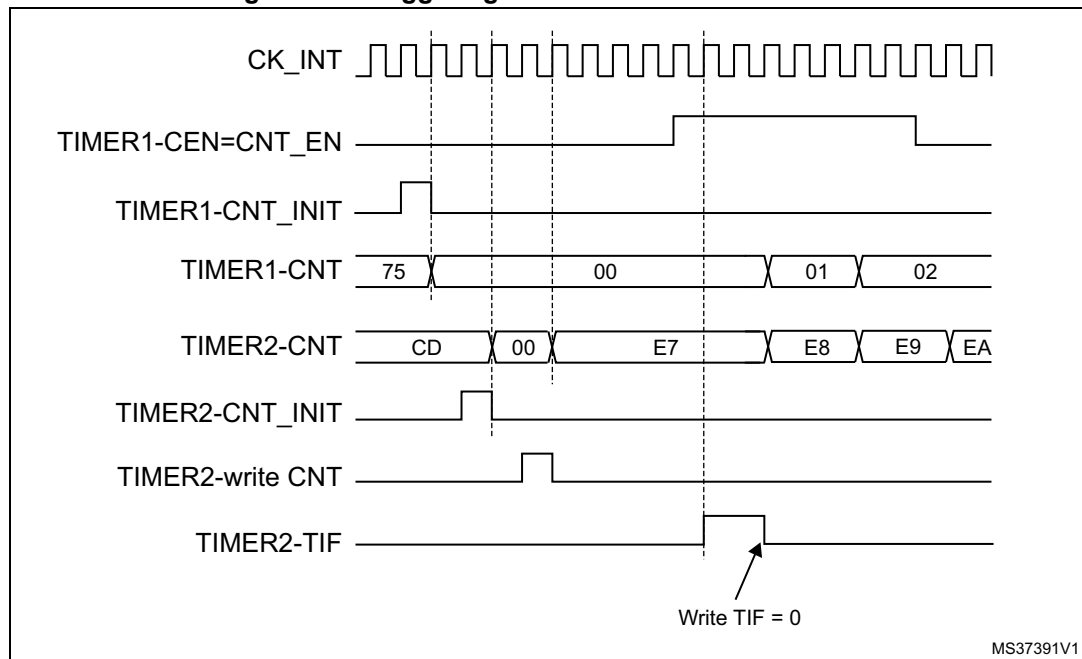 CK_INT
TIMER1-CEN=CNT_EN
TIMER1-CNT_INIT
TIMER1-CNT 75 00 01 02
TIMER2-CNT CD 00 E7 E8 E9 EA
TIMER2-CNT_INIT
TIMER2-write CNT
TIMER2-TIF
Write TIF = 0
MS37391V1